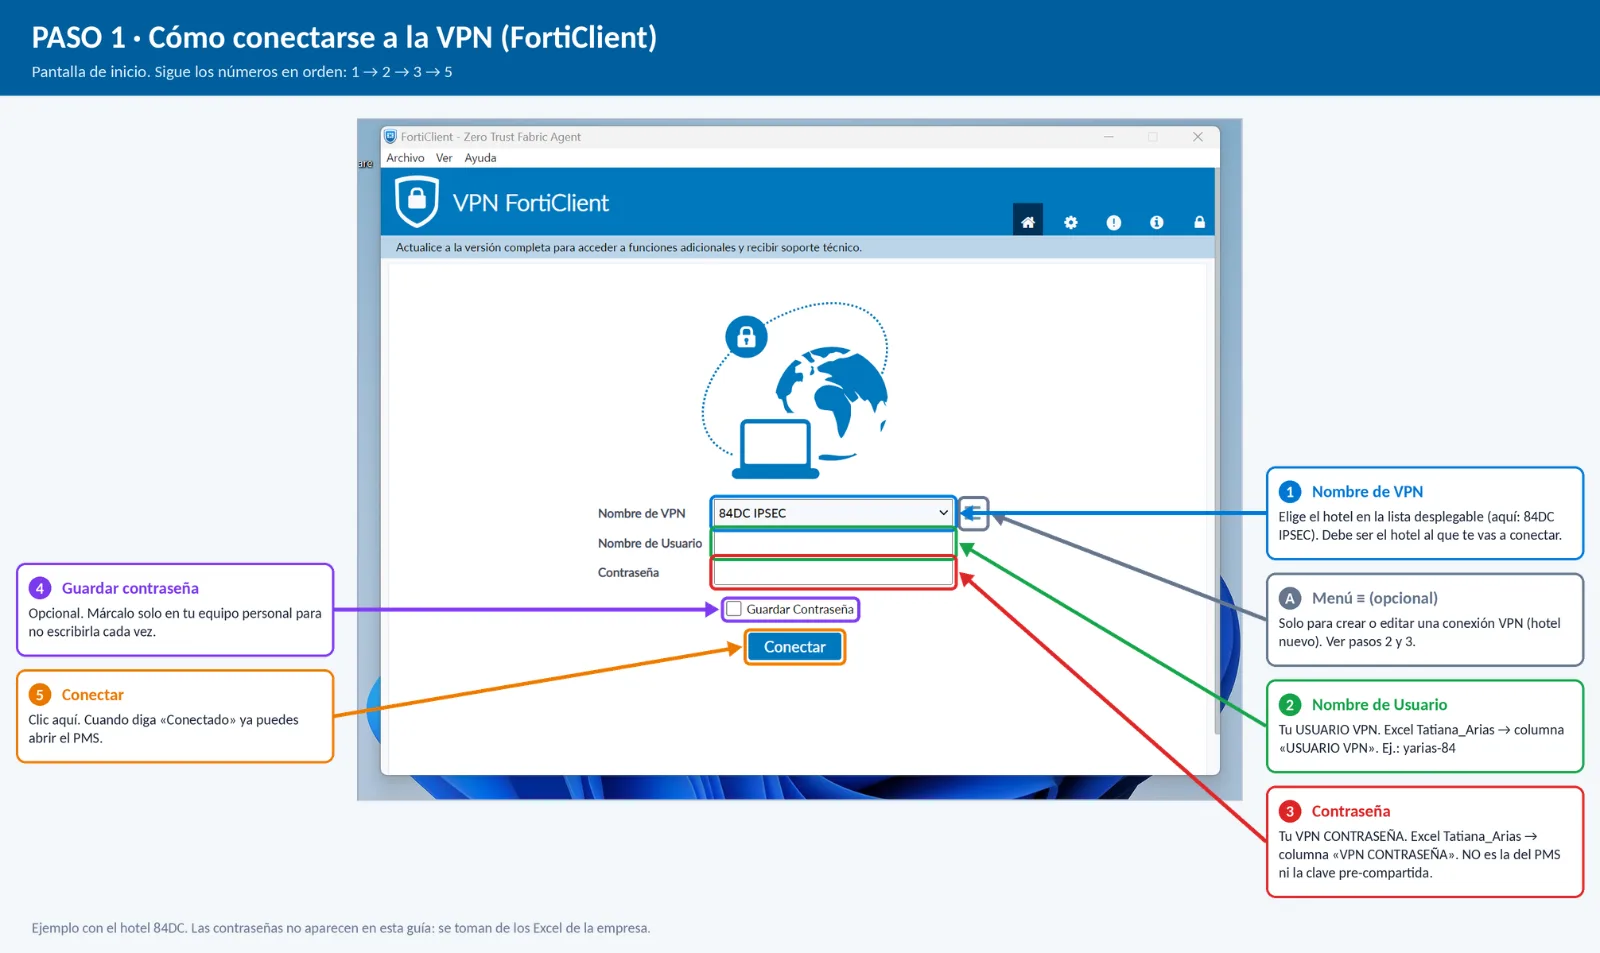 PASO 1 · Cómo conectarse a la VPN (FortiClient)
Pantalla de inicio. Sigue los números en orden: 1 → 2 → 3 → 5
FortiClient - Zero Trust Fabric Agent
Archivo Ver Ayuda
are
VPN FortiClient
Actualice a la versión completa para acceder a funciones adicionales y recibir soporte técnico.
Nombre de VPN
84DC IPSEC
Nombre de Usuario
Contraseña
Guardar Contraseña
Conectar
4 Guardar contraseña
Opcional. Márcalo solo en tu equipo personal para
no escribirla cada vez.
5 Conectar
Clic aquí. Cuando diga «Conectado» ya puedes
abrir el PMS.
1 Nombre de VPN
Elige el hotel en la lista desplegable (aquí: 84DC
IPSEC). Debe ser el hotel al que te vas a conectar.
A Menú ≡ (opcional)
Solo para crear o editar una conexión VPN (hotel
nuevo). Ver pasos 2 y 3.
2 Nombre de Usuario
Tu USUARIO VPN. Excel Tatiana_Arias → columna
«USUARIO VPN». Ej.: yarias-84
3 Contraseña
Tu VPN CONTRASEÑA. Excel Tatiana_Arias →
columna «VPN CONTRASEÑA». NO es la del PMS
ni la clave pre-compartida.
Ejemplo con el hotel 84DC. Las contraseñas no aparecen en esta guía: se toman de los Excel de la empresa.